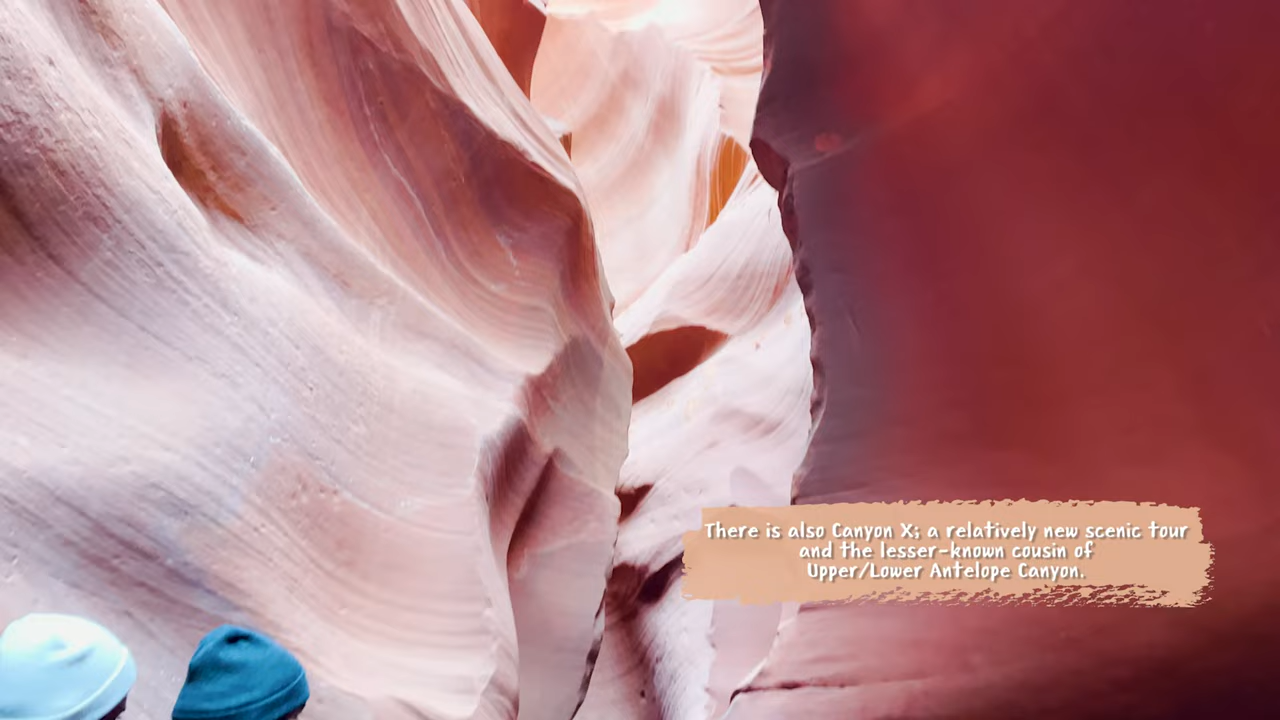 There is also Canyon X; a relatively new scenic tour
and the lesser-known cousin of
Upper/Lower Antelope Canyon.